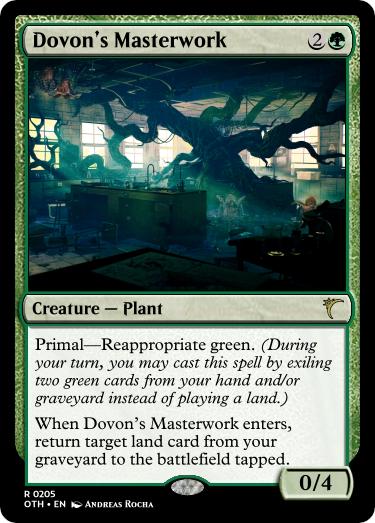 Dovon's Masterwork 2
Creature — Plant
Primal—Reappropriate green. (During
your turn, you may cast this spell by exiling
two green cards from your hand and/or
graveyard instead of playing a land.)
When Dovon's Masterwork enters,
return target land card from your
graveyard to the battlefield tapped.
0/4
R 0205
OTH • EN Andreas Rocha